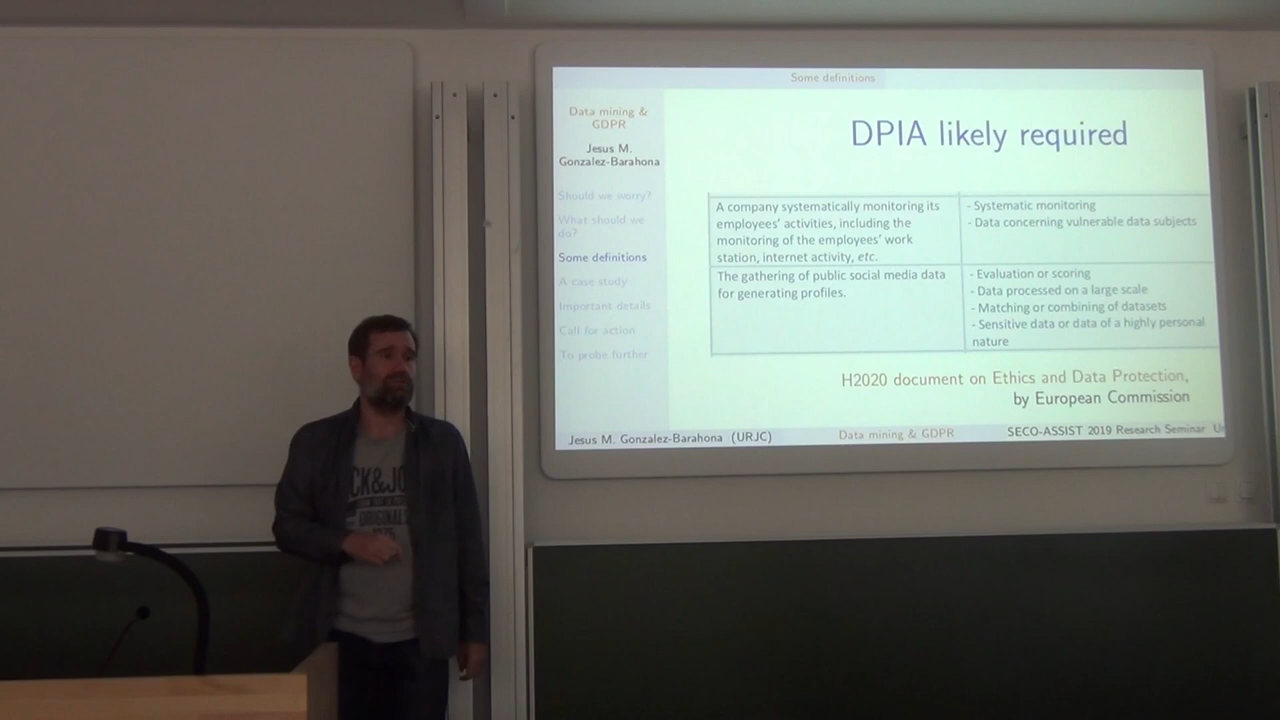 Some definitions
Data mining &
GDPR
Jesus M.
Gonzalez-Barahona
Should we worry?
What should we
do?
Some definitions
A case study
Important details
Call for action
To probe further
DPIA likely required
A company systematically monitoring its
employees' activities, including the
monitoring of the employees' work
station, internet activity, etc.
- Systematic monitoring
- Data concerning vulnerable data subjects
The gathering of public social media data
for generating profiles.
- Evaluation or scoring
- Data processed on a large scale
- Matching or combining of datasets
- Sensitive data or data of a highly personal
nature
H2020 document on Ethics and Data Protection,
by European Commission
Jesus M. Gonzalez-Barahona (URJC)
Data mining & GDPR
SECO-ASSIST 2019 Research Seminar
CK&JO
ORIGINALS